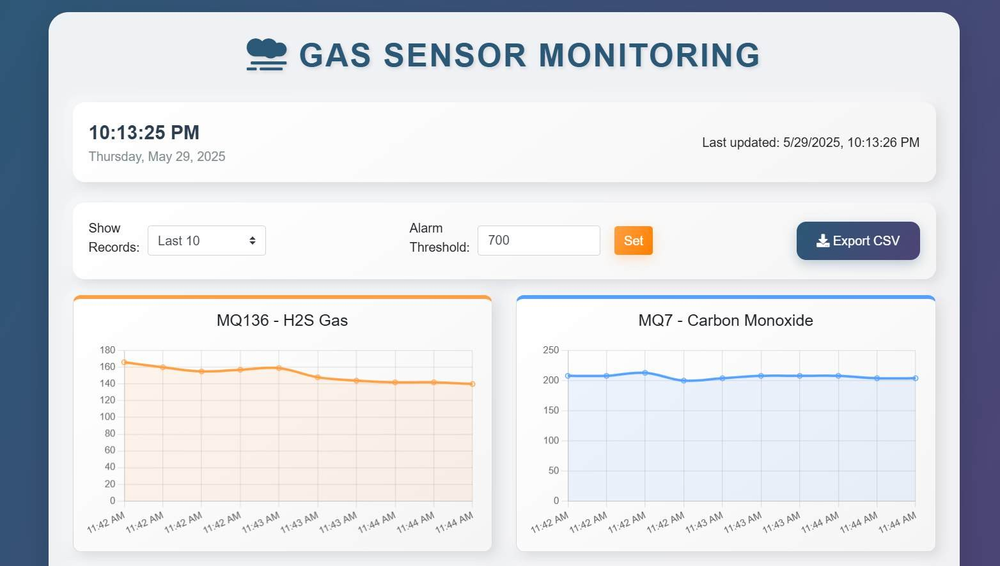 GAS SENSOR MONITORING
10:13:25 PM
Thursday, May 29, 2025
Last updated: 5/29/2025, 10:13:26 PM
Show
Records:
Last 10
Alarm
Threshold:
700
Set
Export CSV
MQ136 - H2S Gas
180
160
140
120
100
80
60
40
20
0
11:42 AM
11:42 AM
11:42 AM
11:42 AM
11:43 AM
11:43 AM
11:43 AM
11:44 AM
11:44 AM
11:44 AM
MQ7 - Carbon Monoxide
250
200
150
100
50
0
11:42 AM
11:42 AM
11:42 AM
11:42 AM
11:43 AM
11:43 AM
11:43 AM
11:44 AM
11:44 AM
11:44 AM